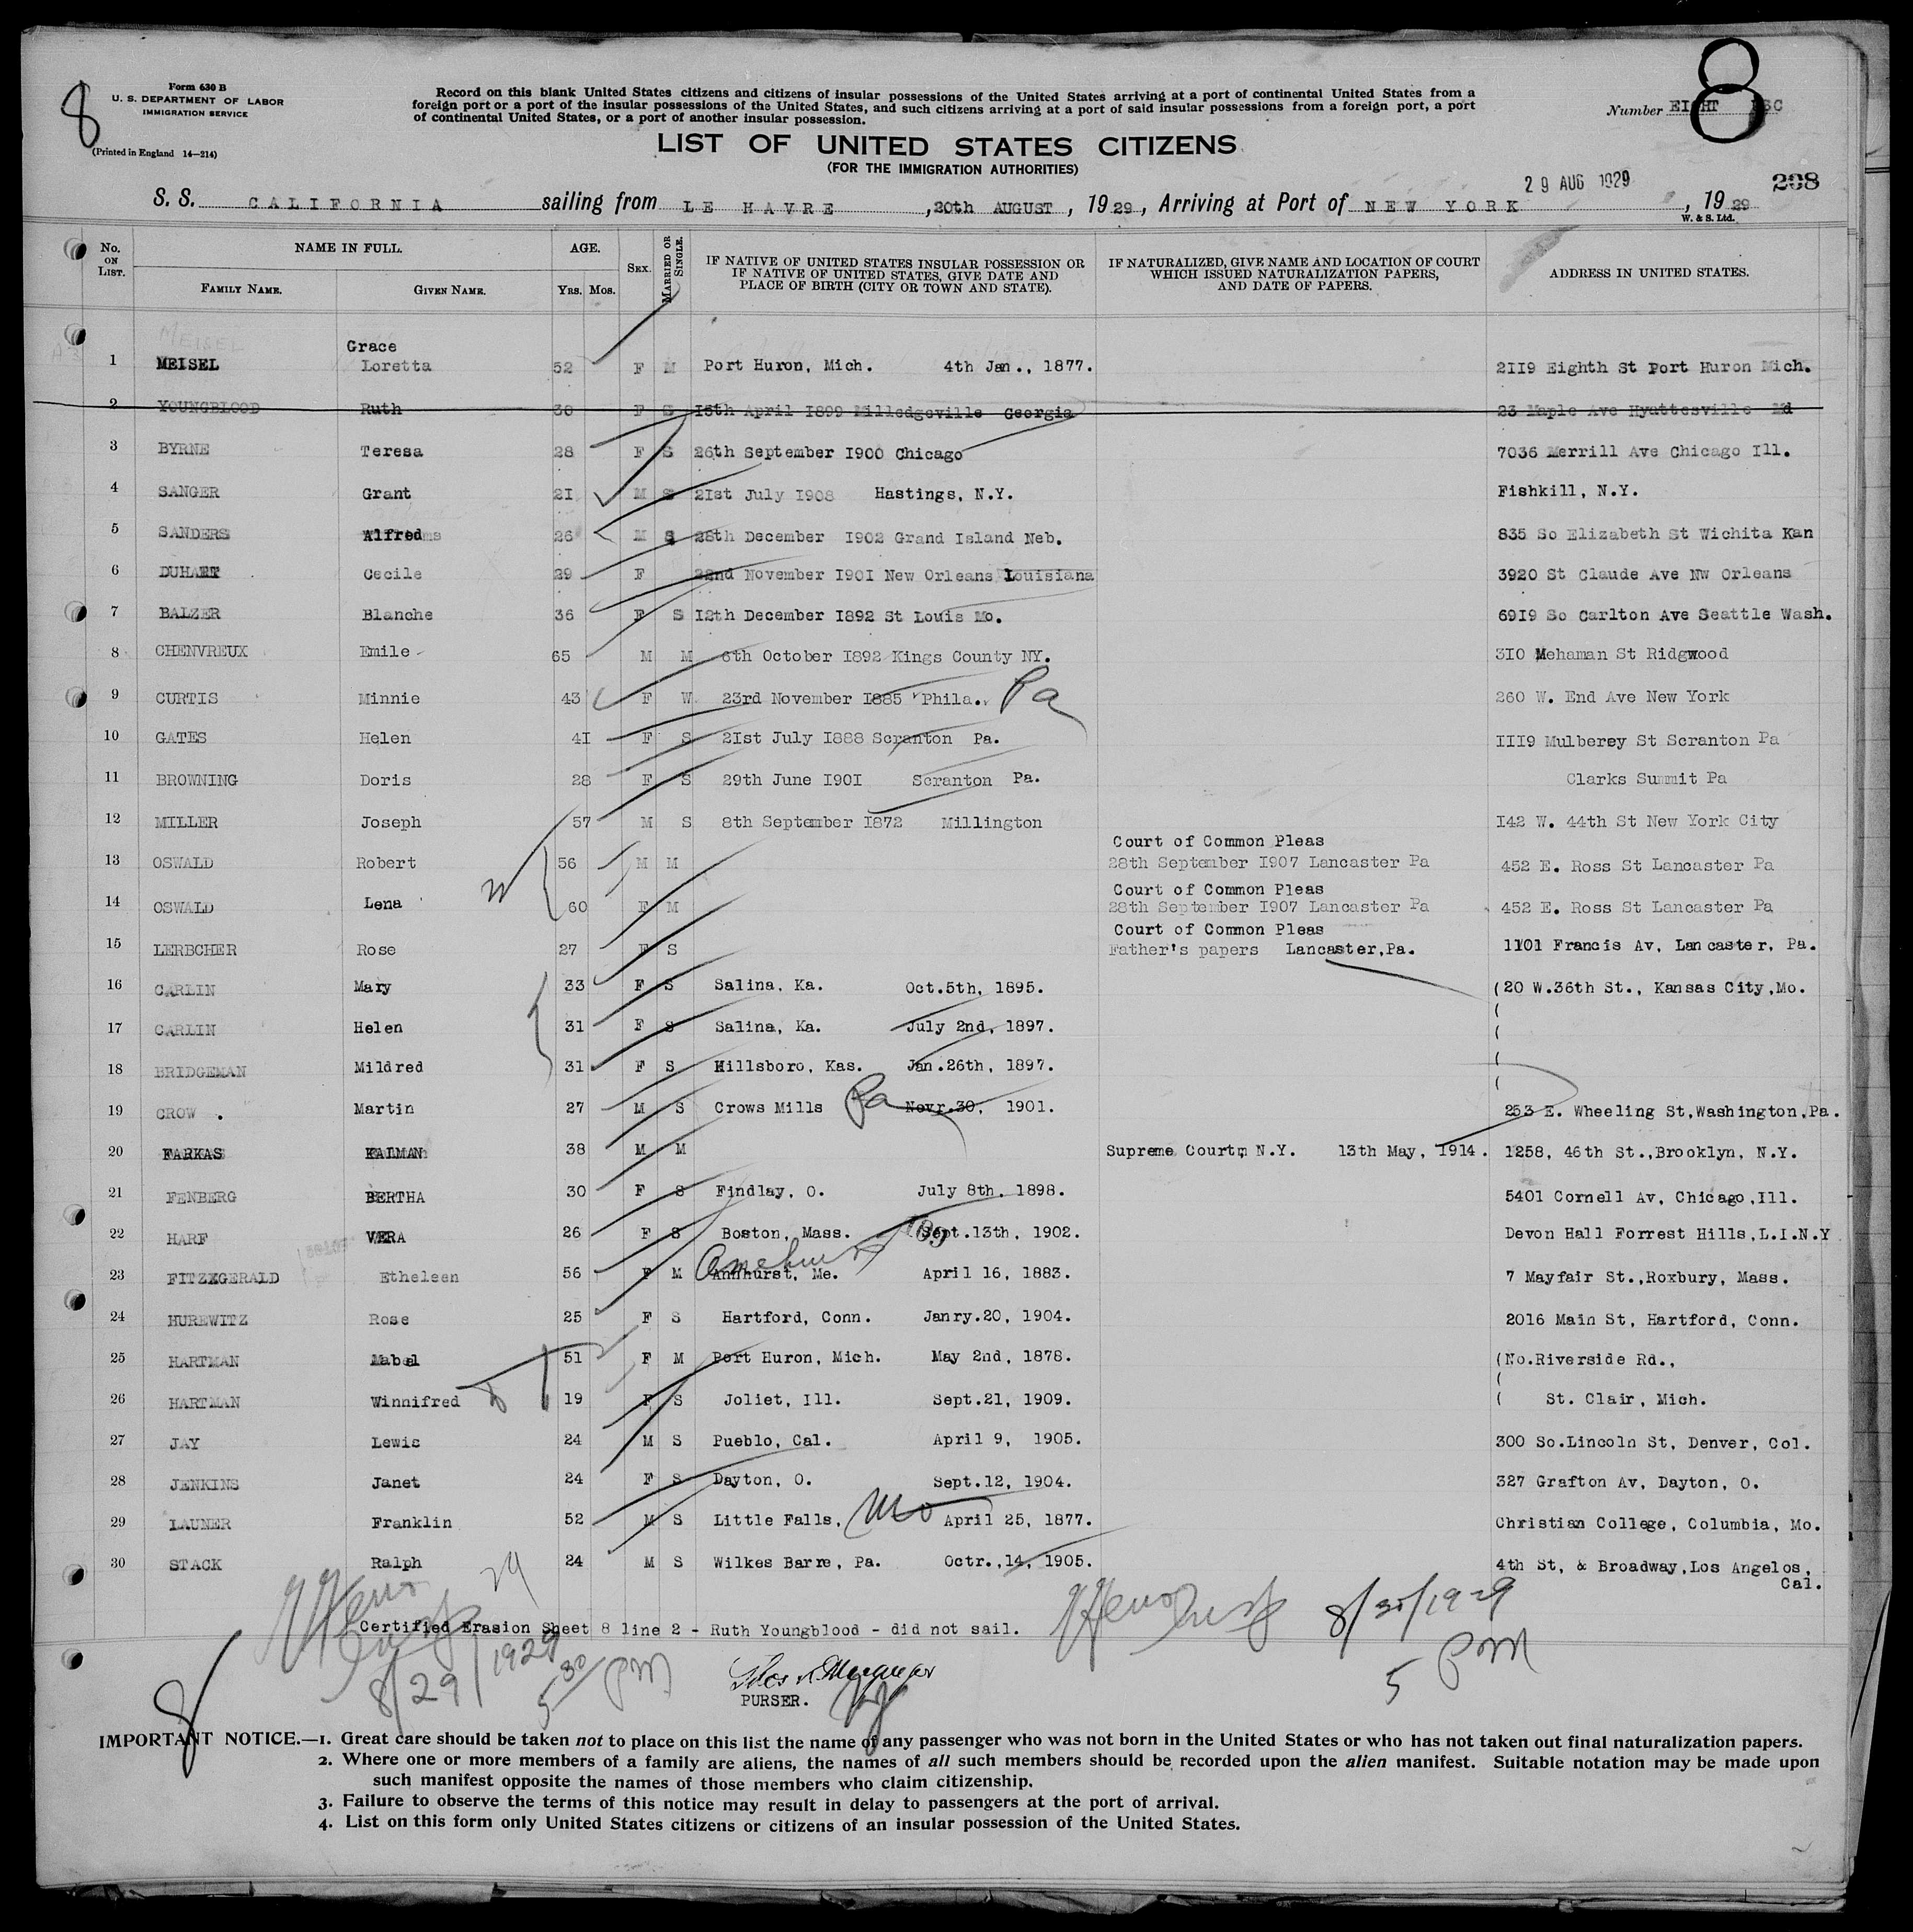 8
Form 630 B
U. S. DEPARTMENT OF LABOR
IMMIGRATION SERVICE
(Printed in England 14—214)
Record on this blank United States citizens and citizens of insular possessions of the United States arriving at a port of continental United States from a
foreign port or a port of the insular possessions of the United States, and such citizens arriving at a port of said insular possessions from a foreign port, a port
of continental United States, or a port of another insular possession.
LIST OF UNITED STATES CITIZENS
(FOR THE IMMIGRATION AUTHORITIES)
Number EIGHT
8
29 AUG 1929
208
S. S. CALIFORNIA sailing from LE HAVRE, 20th AUGUST, 1929, Arriving at Port of NEW YORK, 1929
W. & S. Ltd.
No. ON LIST. NAME IN FULL. FAMILY NAME. GIVEN NAME. AGE. YRS. MOS. SEX. MARRIED OR SINGLE. IF NATIVE OF UNITED STATES INSULAR POSSESSION OR IF NATIVE OF UNITED STATES, GIVE DATE AND PLACE OF BIRTH (CITY OR TOWN AND STATE). IF NATURALIZED, GIVE NAME AND LOCATION OF COURT WHICH ISSUED NATURALIZATION PAPERS, AND DATE OF PAPERS. ADDRESS IN UNITED STATES.
MEISEL
Grace
1 MEISEL Loretta 52 F M Port Huron, Mich. 4th Jan., 1877. 2119 Eighth St Port Huron Mich.
2 YOUNGBLOOD Ruth 30 F S 15th April 1899 Milledgeville Georgia 23 Maple Ave Hyattesville Md
3 BYRNE Teresa 28 F S 26th September 1900 Chicago 7036 Merrill Ave Chicago Ill.
4 SANGER Grant 21 M S 21st July 1908 Hastings, N.Y. Fishkill, N.Y.
5 SANDERS Alfred 26 M S 28th December 1902 Grand Island Neb. 835 So Elizabeth St Wichita Kan
6 DUHART Cecile 29 F 22nd November 1901 New Orleans Louisiana 3920 St Claude Ave Nw Orleans
7 BALZER Blanche 36 F S 12th December 1892 St Louis Mo. 6919 So Carlton Ave Seattle Wash.
8 CHENVREUX Emile 65 M M 6th October 1892 Kings County NY. 310 Mehaman St Ridgwood
9 CURTIS Minnie 43 F W 23rd November 1885 Phila. Pa 260 W. End Ave New York
10 GATES Helen 41 F S 21st July 1888 Scranton Pa. 1119 Mulberey St Scranton Pa
11 BROWNING Doris 28 F S 29th June 1901 Scranton Pa. Clarks Summit Pa
12 MILLER Joseph 57 M S 8th September 1872 Millington 142 W. 44th St New York City
Court of Common Pleas
13 OSWALD Robert 56 M M 28th September 1907 Lancaster Pa 452 E. Ross St Lancaster Pa
Court of Common Pleas
14 OSWALD Lena 60 F M 28th September 1907 Lancaster Pa 452 E. Ross St Lancaster Pa
Court of Common Pleas
15 LERBCHER Rose 27 F S Father's papers Lancaster,Pa. 1101 Francis Av, Lancaster, Pa.
16 CARLIN Mary 33 F S Salina, Ka. Oct.5th, 1895. (20 W.36th St., Kansas City,Mo.
17 CARLIN Helen 31 F S Salina, Ka. July 2nd, 1897. (
18 BRIDGEMAN Mildred 31 F S Hillsboro, Kas. Jan.26th, 1897. (
19 CROW . Martin 27 M S Crows Mills Pa Novr.30, 1901. 253 E. Wheeling St,Washington,Pa.
20 FARKAS KALMAN 38 M M Supreme Court, N.Y. 13th May, 1914. 1258, 46th St.,Brooklyn, N.Y.
21 FENBERG BERTHA 30 F S Findlay, O. July 8th, 1898. 5401 Cornell Av, Chicago,Ill.
22 HARF VERA 26 F S Boston, Mass. Sept.13th, 1902. Devon Hall Forrest Hills,L.I.N.Y
23 FITZXGERALD Etheleen 56 F M Amhurst, Me. April 16, 1883. 7 Mayfair St.,Roxbury, Mass.
24 HUREWITZ Rose 25 F S Hartford, Conn. Janry.20, 1904. 2016 Main St, Hartford, Conn.
25 HARTMAN Mabel 51 F M Port Huron, Mich. May 2nd, 1878. (No.Riverside Rd.,
26 HARTMAN Winnifred 19 F S Joliet, Ill. Sept.21, 1909. ( St. Clair, Mich.
27 JAY Lewis 24 M S Pueblo, Cal. April 9, 1905. 300 So.Lincoln St, Denver, Col.
28 JENKINS Janet 24 F S Dayton, O. Sept.12, 1904. 327 Grafton Av, Dayton, O.
29 LAUNER Franklin 52 M S Little Falls, Mo April 25, 1877. Christian College, Columbia, Mo.
30 STACK Ralph 24 M S Wilkes Barre, Pa. Octr.,14, 1905. 4th St, & Broadway,Los Angelos,
Cal.
Certified Erasion Sheet 8 line 2 - Ruth Youngblood - did not sail.
8/29/1929 5 30 PM
8/30/1929
5 PM
PURSER.
8
IMPORTANT NOTICE.—1. Great care should be taken not to place on this list the name of any passenger who was not born in the United States or who has not taken out final naturalization papers.
2. Where one or more members of a family are aliens, the names of all such members should be recorded upon the alien manifest. Suitable notation may be made upon
such manifest opposite the names of those members who claim citizenship.
3. Failure to observe the terms of this notice may result in delay to passengers at the port of arrival.
4. List on this form only United States citizens or citizens of an insular possession of the United States.